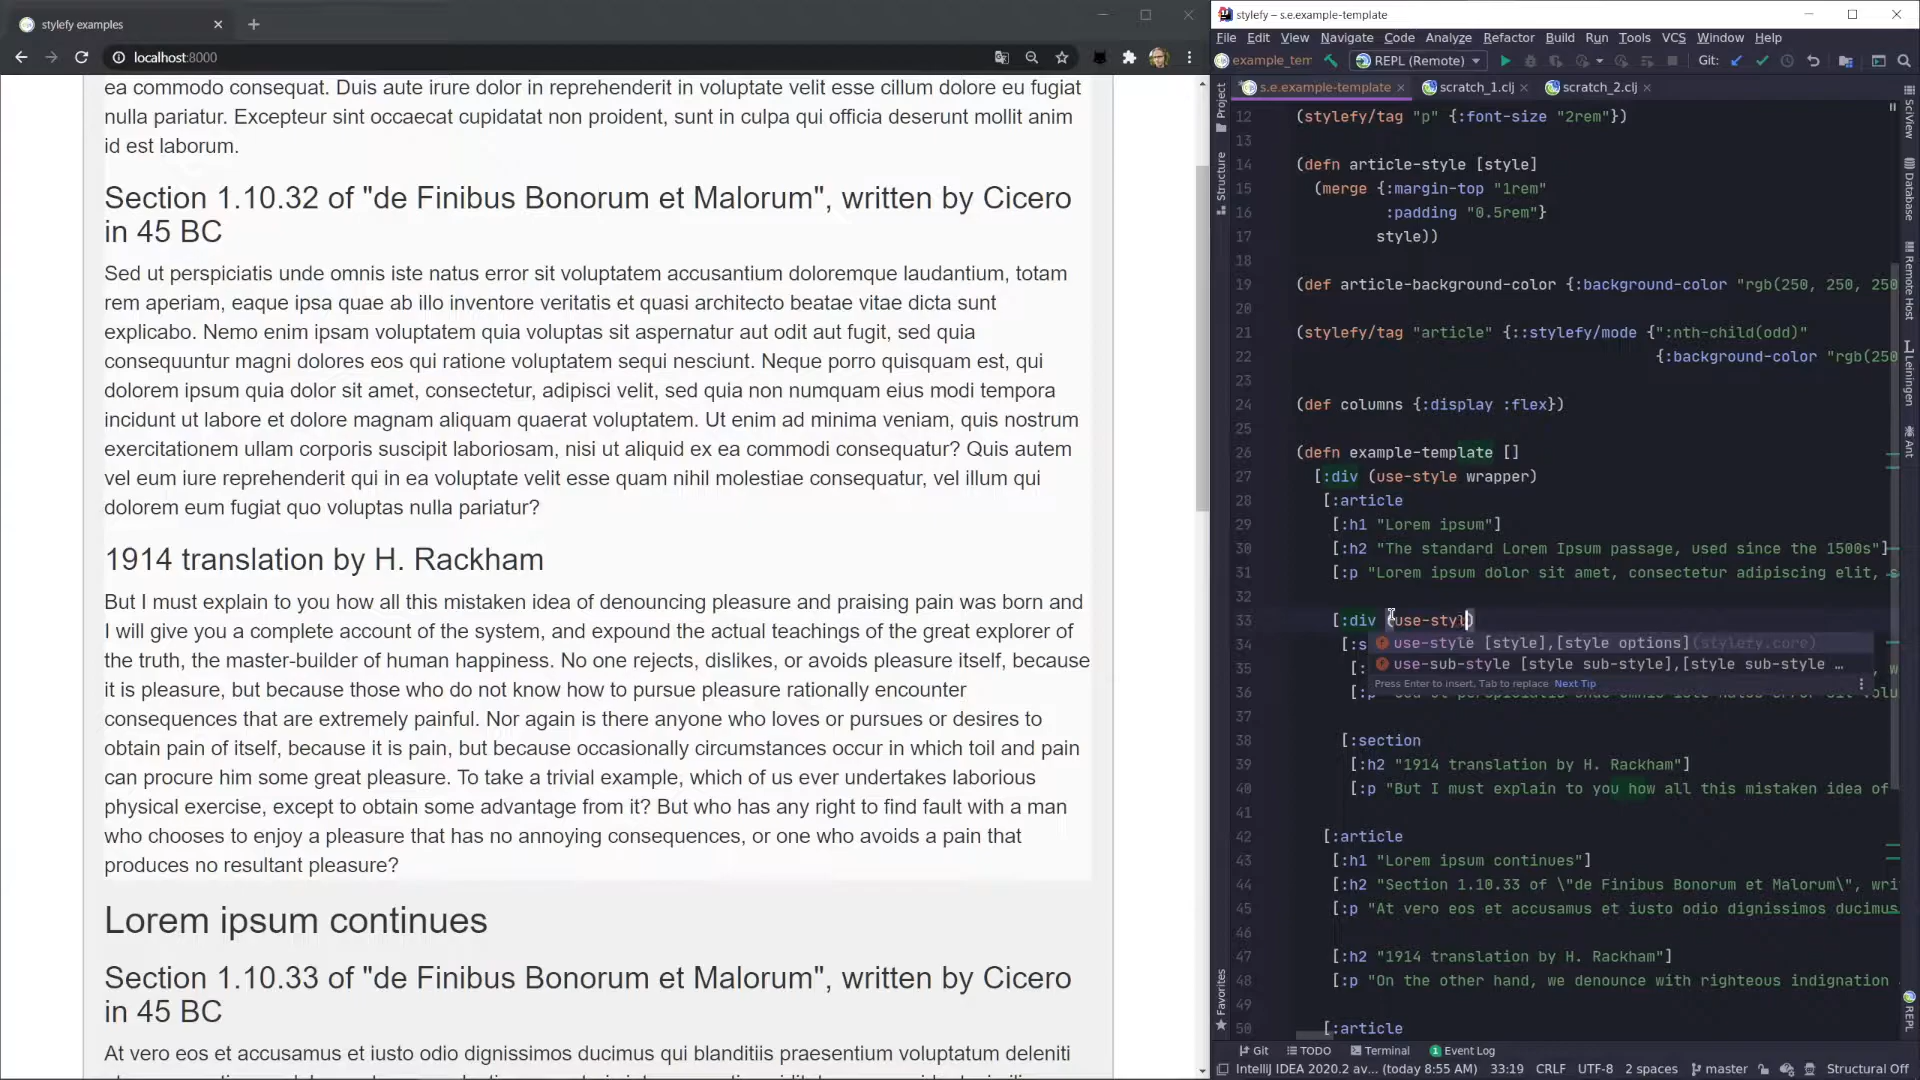 stylefy examples
localhost:8000
ea commodo consequat. Duis aute irure dolor in reprehenderit in voluptate velit esse cillum dolore eu fugiat
nulla pariatur. Excepteur sint occaecat cupidatat non proident, sunt in culpa qui officia deserunt mollit anim
id est laborum.
Section 1.10.32 of "de Finibus Bonorum et Malorum", written by Cicero
in 45 BC
Sed ut perspiciatis unde omnis iste natus error sit voluptatem accusantium doloremque laudantium, totam
rem aperiam, eaque ipsa quae ab illo inventore veritatis et quasi architecto beatae vitae dicta sunt
explicabo. Nemo enim ipsam voluptatem quia voluptas sit aspernatur aut odit aut fugit, sed quia
consequuntur magni dolores eos qui ratione voluptatem sequi nesciunt. Neque porro quisquam est, qui
dolorem ipsum quia dolor sit amet, consectetur, adipisci velit, sed quia non numquam eius modi tempora
incidunt ut labore et dolore magnam aliquam quaerat voluptatem. Ut enim ad minima veniam, quis nostrum
exercitationem ullam corporis suscipit laboriosam, nisi ut aliquid ex ea commodi consequatur? Quis autem
vel eum iure reprehenderit qui in ea voluptate velit esse quam nihil molestiae consequatur, vel illum qui
dolorem eum fugiat quo voluptas nulla pariatur?
1914 translation by H. Rackham
But I must explain to you how all this mistaken idea of denouncing pleasure and praising pain was born and
I will give you a complete account of the system, and expound the actual teachings of the great explorer of
the truth, the master-builder of human happiness. No one rejects, dislikes, or avoids pleasure itself, because
it is pleasure, but because those who do not know how to pursue pleasure rationally encounter
consequences that are extremely painful. Nor again is there anyone who loves or pursues or desires to
obtain pain of itself, because it is pain, but because occasionally circumstances occur in which toil and pain
can procure him some great pleasure. To take a trivial example, which of us ever undertakes laborious
physical exercise, except to obtain some advantage from it? But who has any right to find fault with a man
who chooses to enjoy a pleasure that has no annoying consequences, or one who avoids a pain that
produces no resultant pleasure?
Lorem ipsum continues
Section 1.10.33 of "de Finibus Bonorum et Malorum", written by Cicero
in 45 BC
At vero eos et accusamus et iusto odio dignissimos ducimus qui blanditiis praesentium voluptatum deleniti
stylefy – s.e.example-template
File Edit View Navigate Code Analyze Refactor Build Run Tools VCS Window Help
example_tem REPL (Remote) Git:
s.e.example-template scratch_1.clj scratch_2.clj
Project
Structure
Favorites
12 (stylefy/tag "p" {:font-size "2rem"})
13
14 (defn article-style [style]
15 (merge {:margin-top "1rem"
16 :padding "0.5rem"}
17 style))
18
19 (def article-background-color {:background-color "rgb(250, 250, 250
20
21 (stylefy/tag "article" {::stylefy/mode {":nth-child(odd)"
22 {:background-color "rgb(250
23
24 (def columns {:display :flex})
25
26 (defn example-template []
27 [:div (use-style wrapper)
28 [:article
29 [:h1 "Lorem ipsum"]
30 [:h2 "The standard Lorem Ipsum passage, used since the 1500s"]
31 [:p "Lorem ipsum dolor sit amet, consectetur adipiscing elit, s
32
33 [:div (use-styl)
34 [:s
use-style [style],[style options](stylefy.core)
35 [:
use-sub-style [style sub-style],[style sub-style …
Press Enter to insert, Tab to replace Next Tip
36 [:p
37
38 [:section
39 [:h2 "1914 translation by H. Rackham"]
40 [:p "But I must explain to you how all this mistaken idea of
41
42 [:article
43 [:h1 "Lorem ipsum continues"]
44 [:h2 "Section 1.10.33 of \"de Finibus Bonorum et Malorum\", wri
45 [:p "At vero eos et accusamus et iusto odio dignissimos ducimus
46
47 [:h2 "1914 translation by H. Rackham"]
48 [:p "On the other hand, we denounce with righteous indignation
49
50 [:article
SciView
Database
Remote Host
Leiningen
Ant
REPL
Git TODO Terminal Event Log
IntelliJ IDEA 2020.2 av... (today 8:55 AM) 33:19 CRLF UTF-8 2 spaces master Structural Off